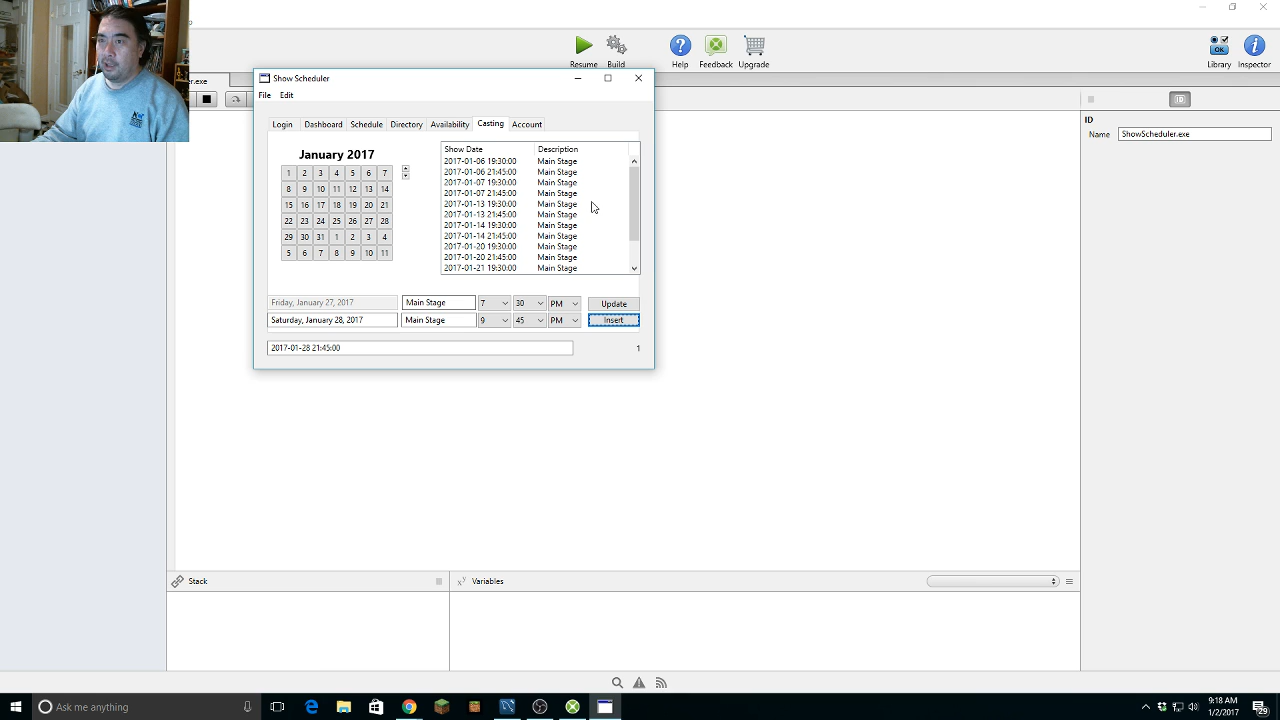 Resume Build Help Feedback Upgrade Library Inspector
Show Scheduler
er.exe
File Edit
Login Dashboard Schedule Directory Availability Casting Account
ID
Name ShowScheduler.exe
January 2017
1 2 3 4 5 6 7
8 9 10 11 12 13 14
15 16 17 18 19 20 21
22 23 24 25 26 27 28
29 30 31 1 2 3 4
5 6 7 8 9 10 11
Show Date Description
2017-01-06 19:30:00 Main Stage
2017-01-06 21:45:00 Main Stage
2017-01-07 19:30:00 Main Stage
2017-01-07 21:45:00 Main Stage
2017-01-13 19:30:00 Main Stage
2017-01-13 21:45:00 Main Stage
2017-01-14 19:30:00 Main Stage
2017-01-14 21:45:00 Main Stage
2017-01-20 19:30:00 Main Stage
2017-01-20 21:45:00 Main Stage
2017-01-21 19:30:00 Main Stage
Friday, January 27, 2017 Main Stage 7 30 PM Update
Saturday, January 28, 2017 Main Stage 9 45 PM Insert
2017-01-28 21:45:00 1
Stack Variables
Ask me anything
9:18 AM
1/2/2017